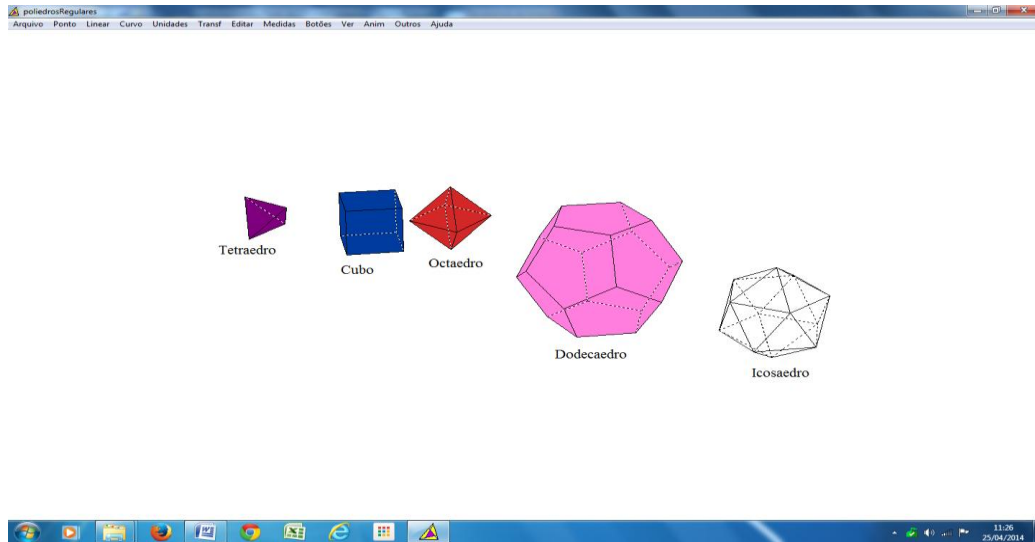 poliedrosRegulares
Arquivo Ponto Linear Curvo Unidades Transf Editar Medidas Botões Ver Anim Outros Ajuda
Tetraedro
Cubo
Octaedro
Dodecaedro
Icosaedro
11:26
25/04/2014